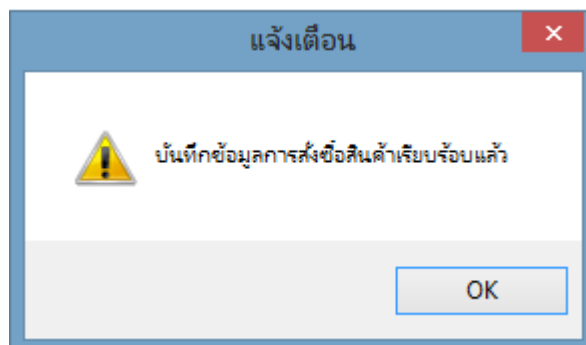 แจ้งเตือน
บันทึกข้อมูลการสั่งซื้อสินค้าเรียบร้อบแล้ว
OK